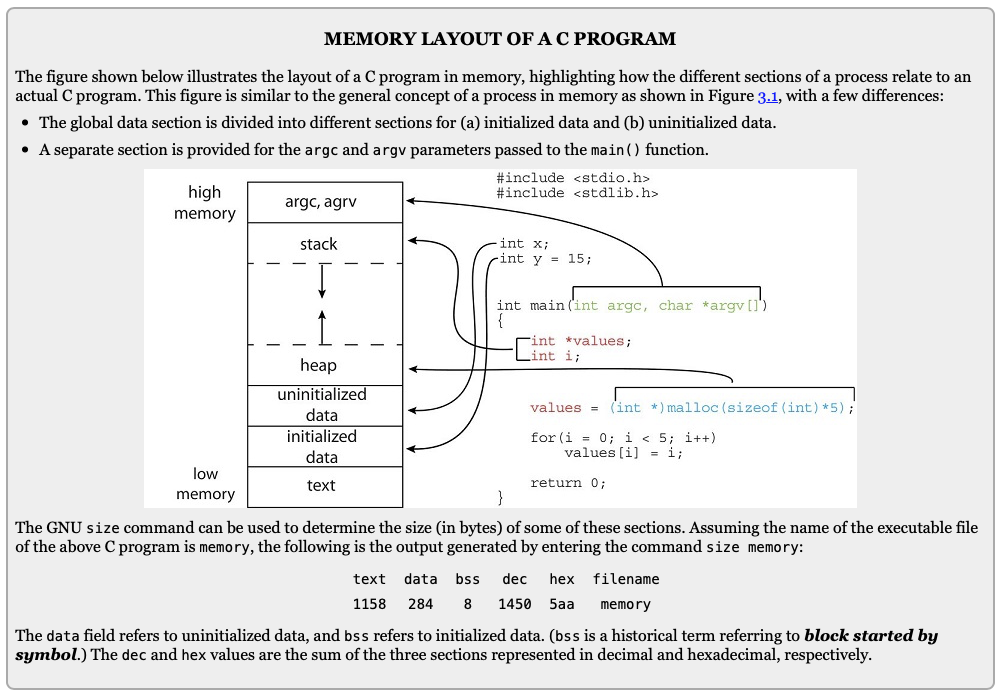 MEMORY LAYOUT OF A C PROGRAM
The figure shown below illustrates the layout of a C program in memory, highlighting how the different sections of a process relate to an
actual C program. This figure is similar to the general concept of a process in memory as shown in Figure 3.1, with a few differences:
• The global data section is divided into different sections for (a) initialized data and (b) uninitialized data.
• A separate section is provided for the argc and argv parameters passed to the main() function.
high
memory
argc, agrv
stack
heap
uninitialized
data
initialized
data
low
memory
text
#include <stdio.h>
#include <stdlib.h>
int x;
int y = 15;
int main(int argc, char *argv[])
{
int *values;
int i;
values = (int *)malloc(sizeof(int)*5);
for(i = 0; i < 5; i++)
values[i] = i;
return 0;
}
The GNU size command can be used to determine the size (in bytes) of some of these sections. Assuming the name of the executable file
of the above C program is memory, the following is the output generated by entering the command size memory:
text data bss dec hex filename
1158 284 8 1450 5aa memory
The data field refers to uninitialized data, and bss refers to initialized data. (bss is a historical term referring to block started by
symbol.) The dec and hex values are the sum of the three sections represented in decimal and hexadecimal, respectively.